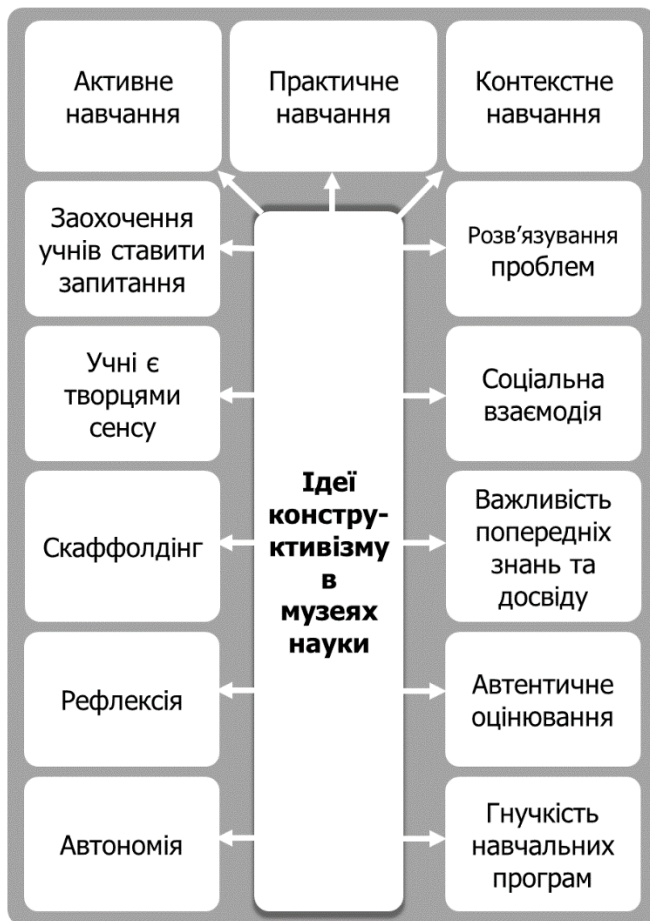 Активне
навчання
Практичне
навчання
Контекстне
навчання
Заохочення
учнів ставити
запитання
Розв’язування
проблем
Учні є
творцями
сенсу
Соціальна
взаємодія
Ідеї
констру-
ктивізму
в
музеях
науки
Скаффолдінг
Важливість
попередніх
знань та
досвіду
Рефлексія
Автентичне
оцінювання
Автономія
Гнучкість
навчальних
програм